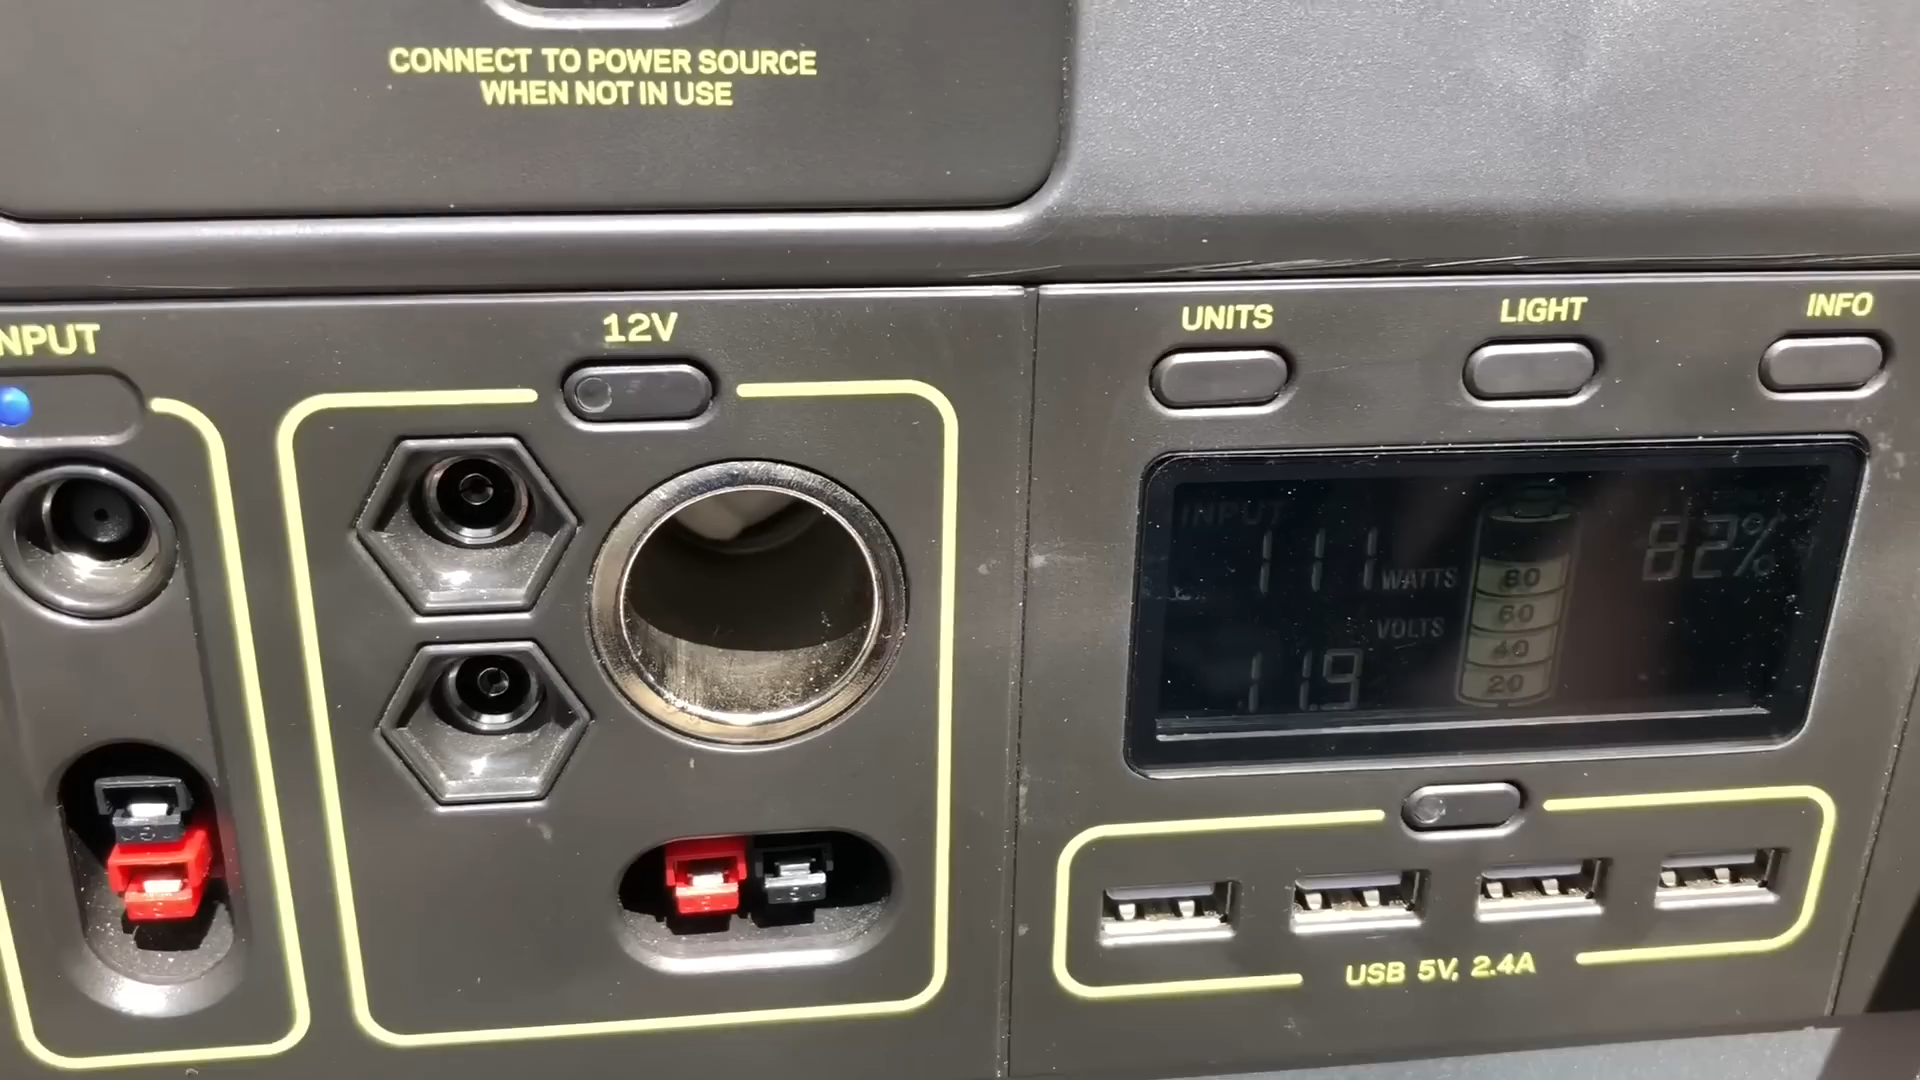 CONNECT TO POWER SOURCE
WHEN NOT IN USE
NPUT
12V
UNITS
LIGHT
INFO
INPUT
111 WATTS
VOLTS
11.9
80
60
40
20
82%
USB 5V, 2.4A